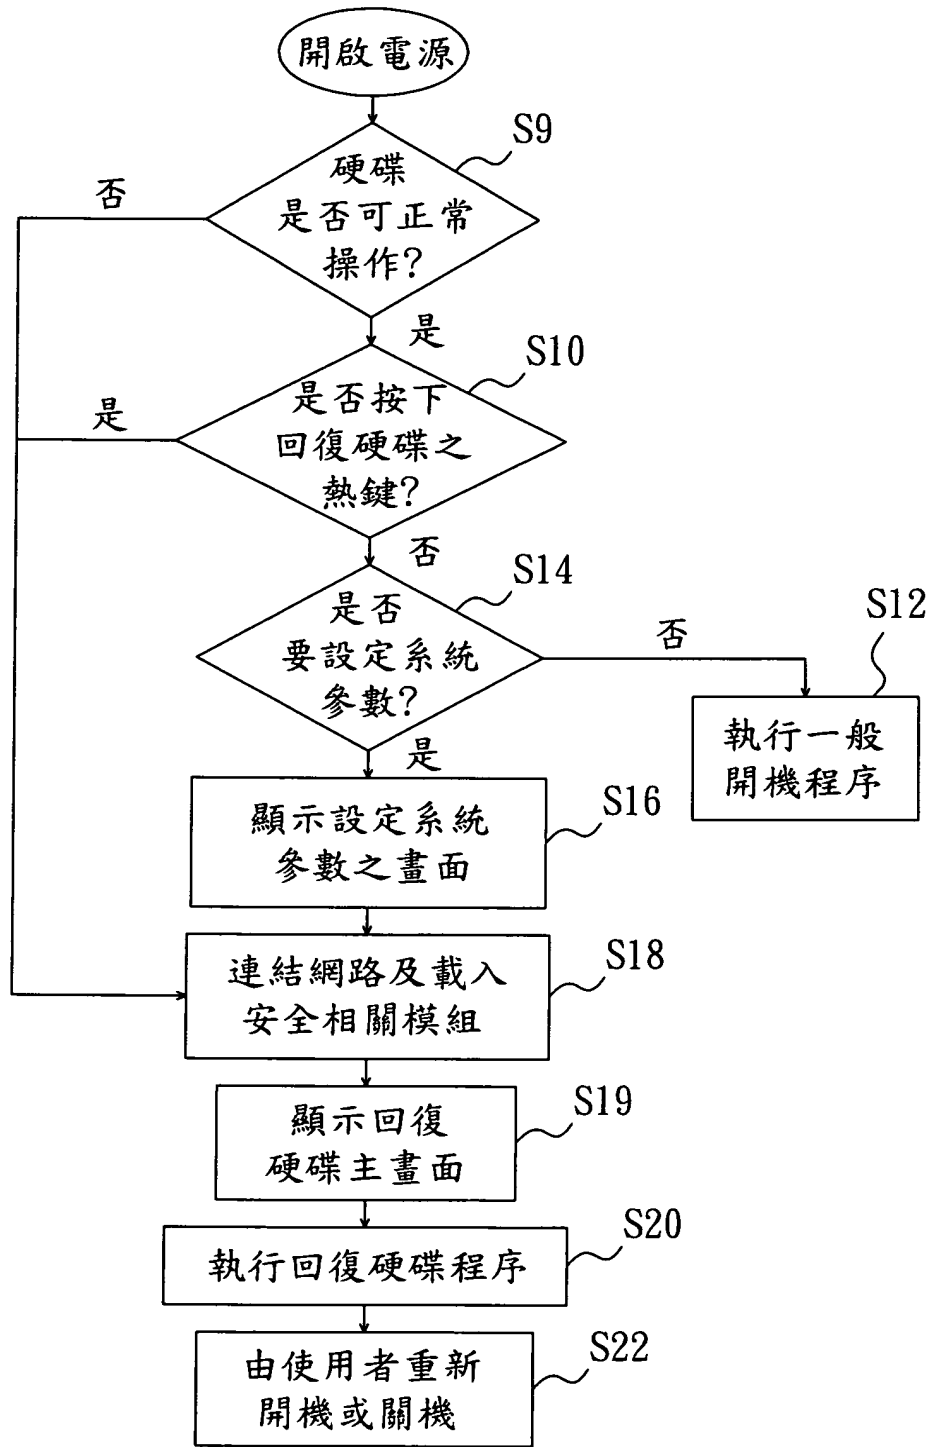 開啟電源
S9
硬碟
是否可正常
操作?
否
是
S10
是否按下
回復硬碟之
熱鍵?
是
否
S14
是否
要設定系統
參數?
否
S12
執行一般
開機程序
是
S16
顯示設定系統
參數之畫面
S18
連結網路及載入
安全相關模組
S19
顯示回復
硬碟主畫面
S20
執行回復硬碟程序
S22
由使用者重新
開機或關機